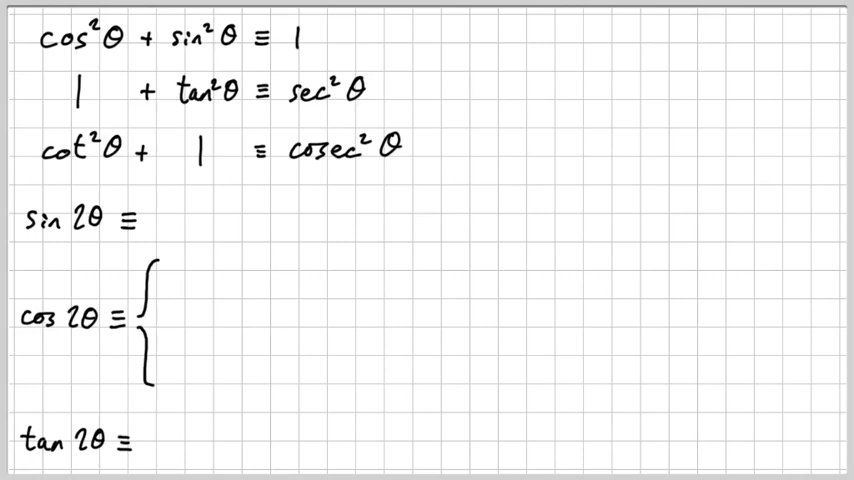 cos²θ + sin²θ ≡ 1
1 + tan²θ ≡ sec²θ
cot²θ + 1 ≡ cosec²θ
sin 2θ ≡
cos 2θ ≡ {
tan 2θ ≡